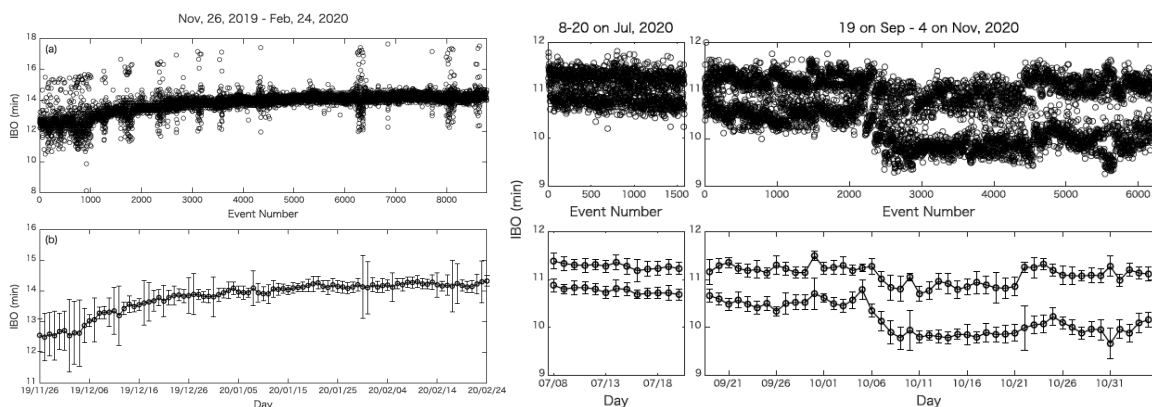 Nov, 26, 2019 - Feb, 24, 2020
(a)
IBO (min)
18
16
14
12
10
8
0 1000 2000 3000 4000 5000 6000 7000 8000
Event Number
(b)
IBO (min)
16
15
14
13
12
11
19/11/26 19/12/06 19/12/16 19/12/26 20/01/05 20/01/15 20/01/25 20/02/04 20/02/14 20/02/24
Day
8-20 on Jul, 2020
19 on Sep - 4 on Nov, 2020
IBO (min)
12
11
10
9
0 500 1000 1500
Event Number
12
11
10
9
0 1000 2000 3000 4000 5000 6000
Event Number
12
11
10
9
07/08 07/13 07/18
Day
12
11
10
9
09/21 09/26 10/01 10/06 10/11 10/16 10/21 10/26 10/31
Day